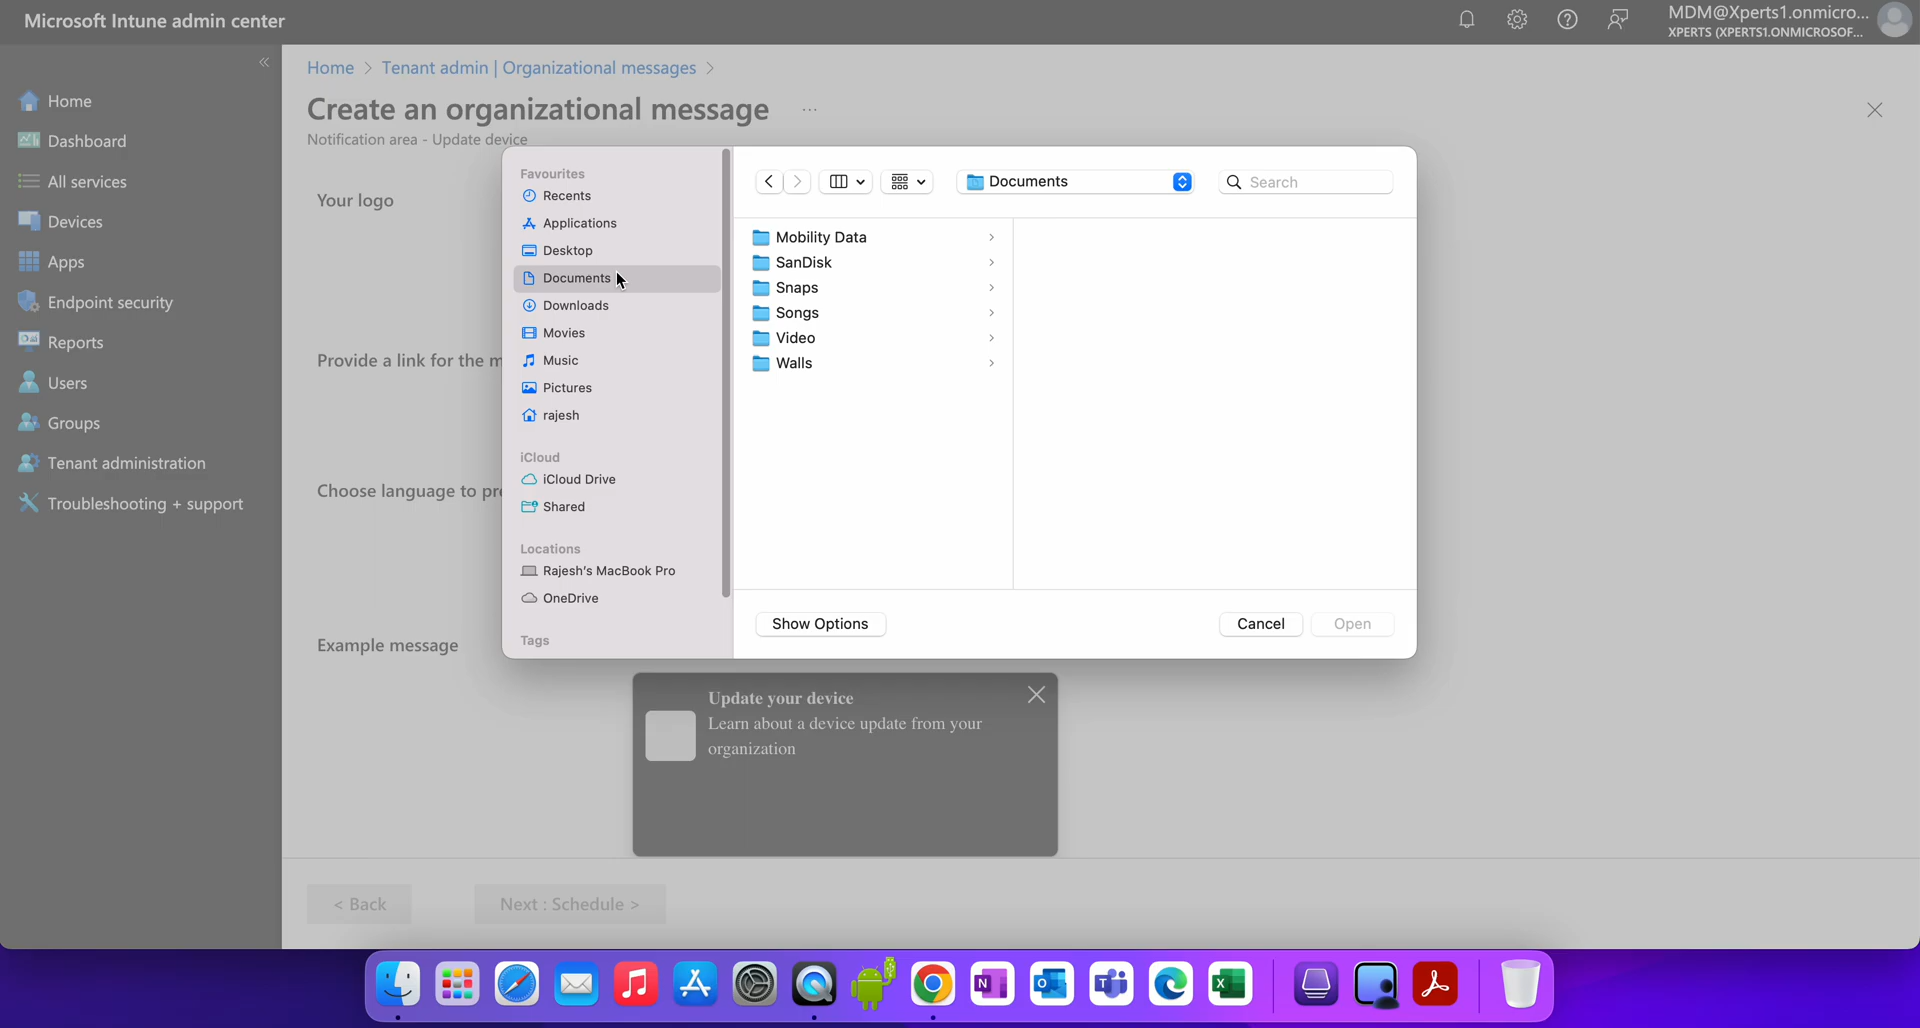 Microsoft Intune admin center
MDM@Xperts1.onmicro...
XPERTS (XPERTS1.ONMICROSOF...
Home
Dashboard
All services
Devices
Apps
Endpoint security
Reports
Users
Groups
Tenant administration
Troubleshooting + support
Home > Tenant admin | Organizational messages >
Create an organizational message ...
Notification area - Update device
Your logo
Provide a link for the m
Choose language to pre
Example message
Favourites
Recents
Applications
Desktop
Documents
Downloads
Movies
Music
Pictures
rajesh
iCloud
iCloud Drive
Shared
Locations
Rajesh's MacBook Pro
OneDrive
Tags
Documents
Search
Mobility Data
SanDisk
Snaps
Songs
Video
Walls
Show Options
Cancel
Open
Update your device
Learn about a device update from your
organization
< Back
Next : Schedule >